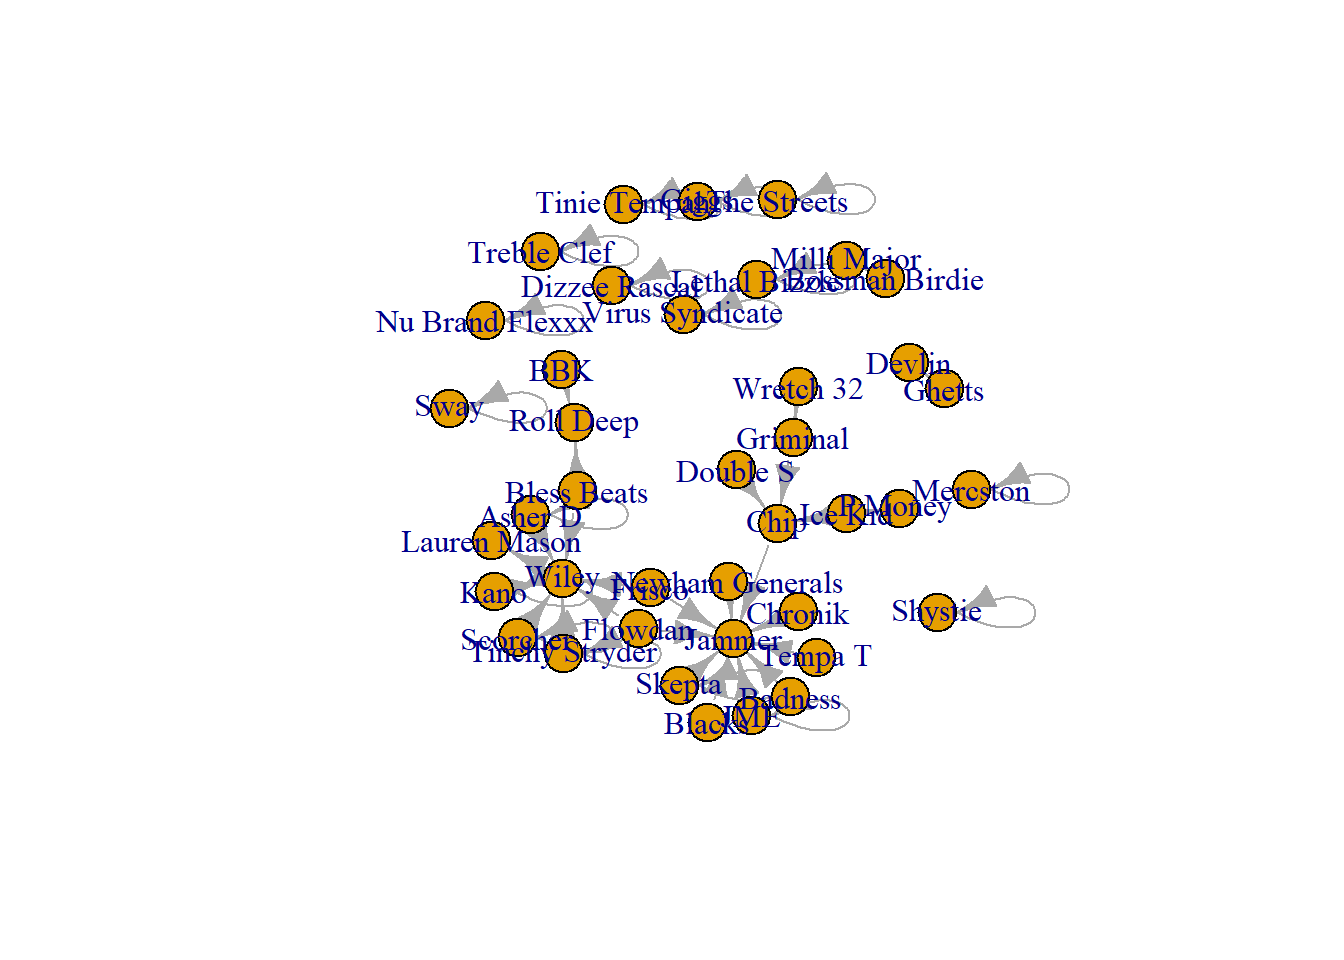 Tinie Tempah
Giggs
The Streets
Treble Clef
Milli Major
Dizzee Rascal
Lethal Bizzle
Bossman Birdie
Nu Brand Flexxx
Virus Syndicate
BBK
Devlin
Wretch 32
Ghetts
Sway
Roll Deep
Griminal
Double S
Bless Beats
Mercston
Asher D
Chip
Ice Kid
P Money
Lauren Mason
Wiley
Newham Generals
Kano
Frisco
Chronik
Shystie
Scorcher
Flowdan
Jammer
Tinchy Stryder
Tempa T
Skepta
Badness
Blacks
JME